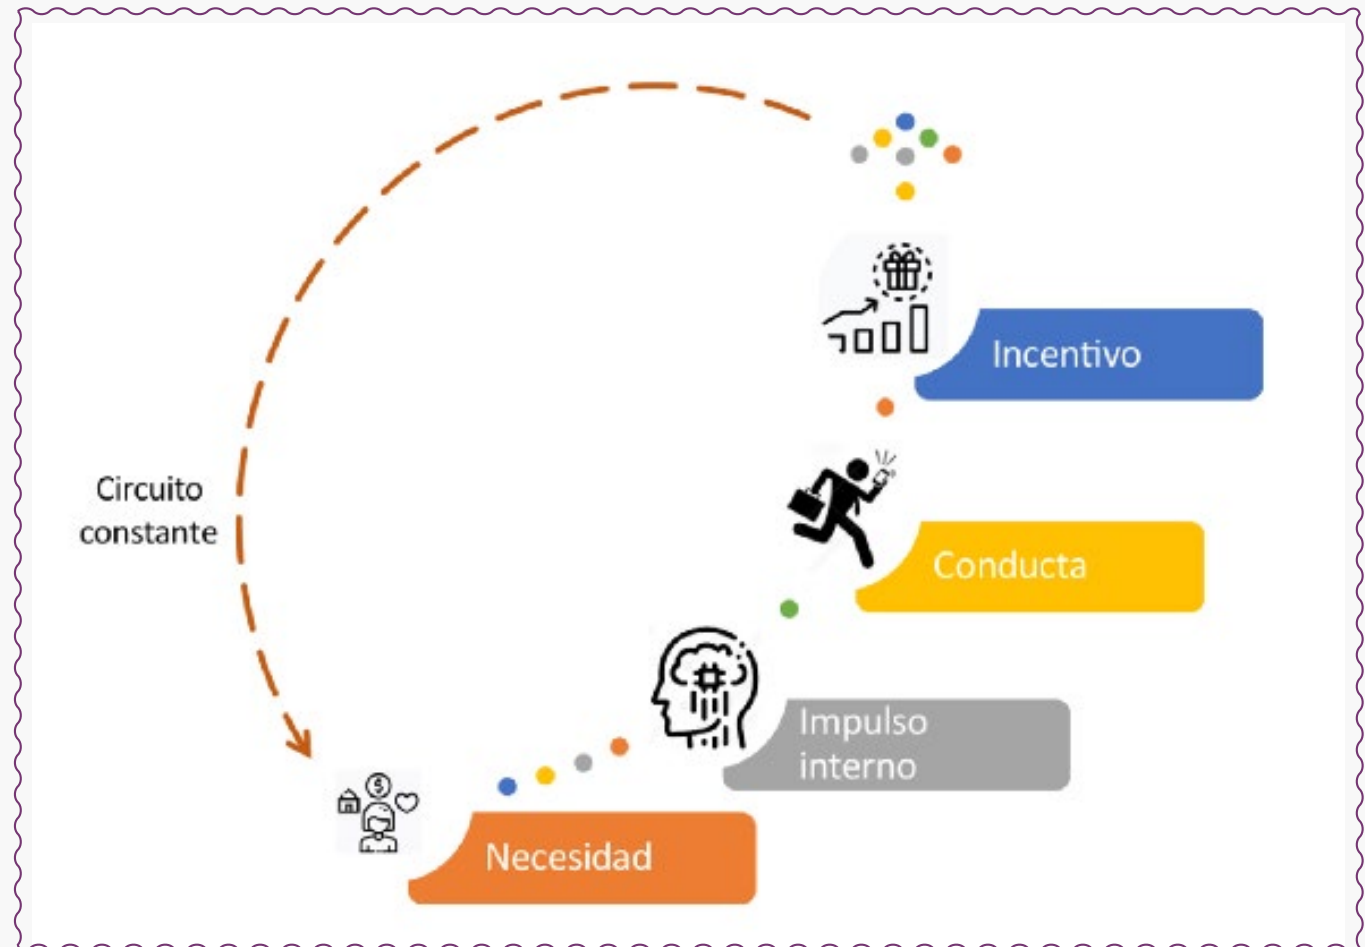 Incentivo
Circuito
constante
Conducta
Impulso
interno
$
Necesidad